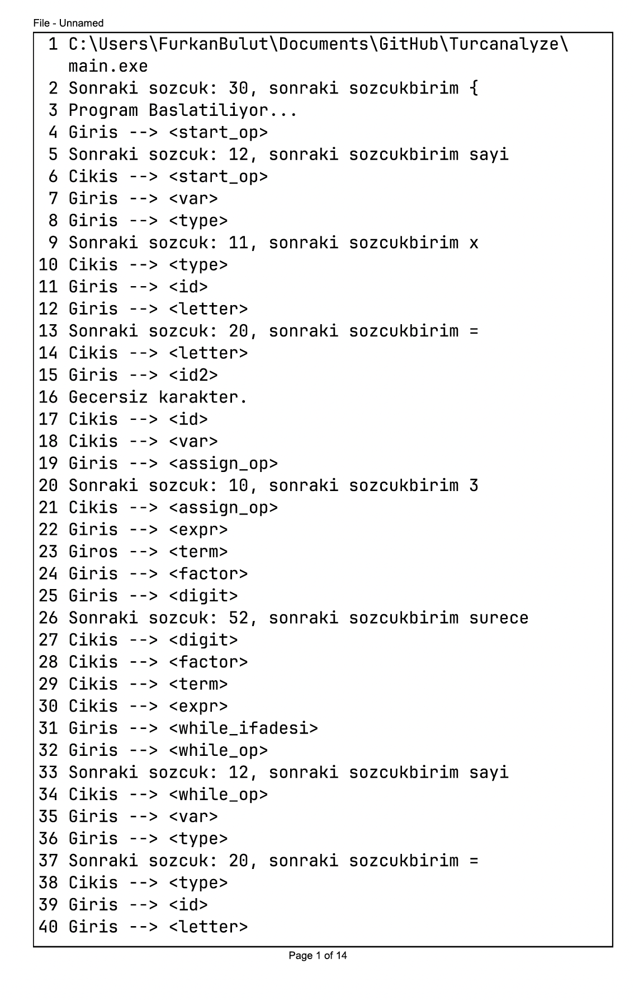 File - Unnamed
1 C:\Users\FurkanBulut\Documents\GitHub\Turcanalyze\
main.exe
2 Sonraki sozcuk: 30, sonraki sozcukbirim {
3 Program Baslatiliyor...
4 Giris --> <start_op>
5 Sonraki sozcuk: 12, sonraki sozcukbirim sayi
6 Cikis --> <start_op>
7 Giris --> <var>
8 Giris --> <type>
9 Sonraki sozcuk: 11, sonraki sozcukbirim x
10 Cikis --> <type>
11 Giris --> <id>
12 Giris --> <letter>
13 Sonraki sozcuk: 20, sonraki sozcukbirim =
14 Cikis --> <letter>
15 Giris --> <id2>
16 Gecersiz karakter.
17 Cikis --> <id>
18 Cikis --> <var>
19 Giris --> <assign_op>
20 Sonraki sozcuk: 10, sonraki sozcukbirim 3
21 Cikis --> <assign_op>
22 Giris --> <expr>
23 Giros --> <term>
24 Giris --> <factor>
25 Giris --> <digit>
26 Sonraki sozcuk: 52, sonraki sozcukbirim surece
27 Cikis --> <digit>
28 Cikis --> <factor>
29 Cikis --> <term>
30 Cikis --> <expr>
31 Giris --> <while_ifadesi>
32 Giris --> <while_op>
33 Sonraki sozcuk: 12, sonraki sozcukbirim sayi
34 Cikis --> <while_op>
35 Giris --> <var>
36 Giris --> <type>
37 Sonraki sozcuk: 20, sonraki sozcukbirim =
38 Cikis --> <type>
39 Giris --> <id>
40 Giris --> <letter>
Page 1 of 14